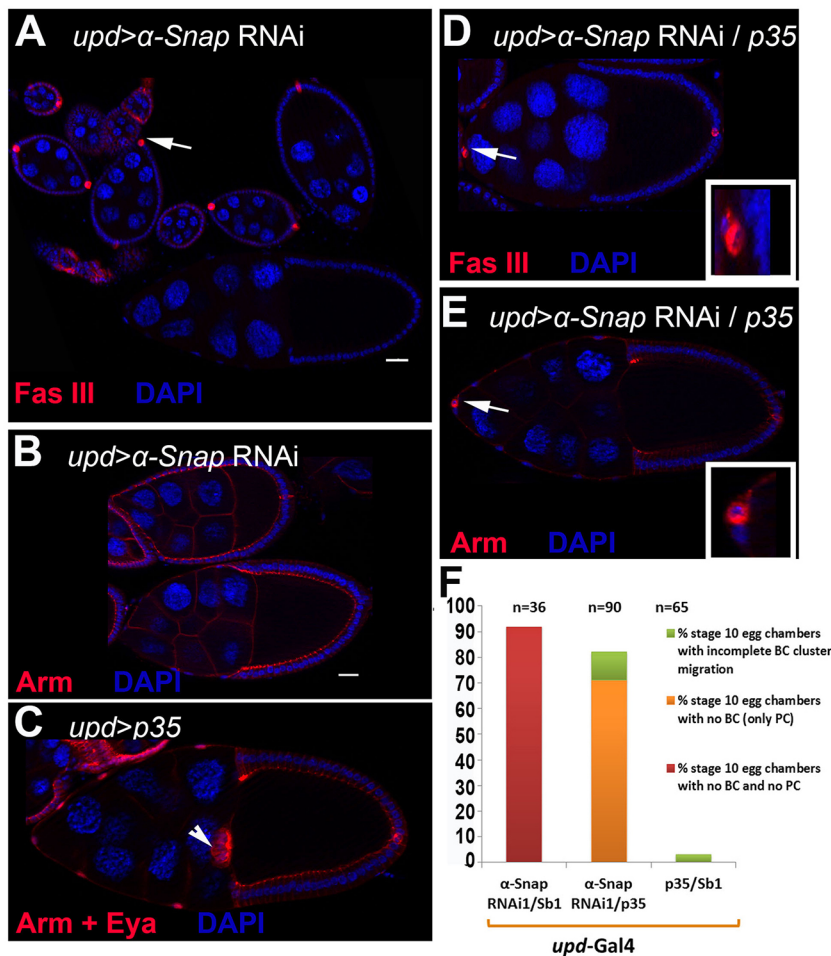 A upd>α-Snap RNAi
Fas III DAPI
B upd>α-Snap RNAi
Arm DAPI
C upd>p35
Arm + Eya DAPI
D upd>α-Snap RNAi / p35
Fas III DAPI
E upd>α-Snap RNAi / p35
Arm DAPI
F
n=36 n=90 n=65
100
90
80
70
60
50
40
30
20
10
0
% stage 10 egg chambers
with incomplete BC cluster
migration
% stage 10 egg chambers
with no BC (only PC)
% stage 10 egg chambers
with no BC and no PC
α-Snap α-Snap p35/Sb1
RNAi1/Sb1 RNAi1/p35
upd-Gal4